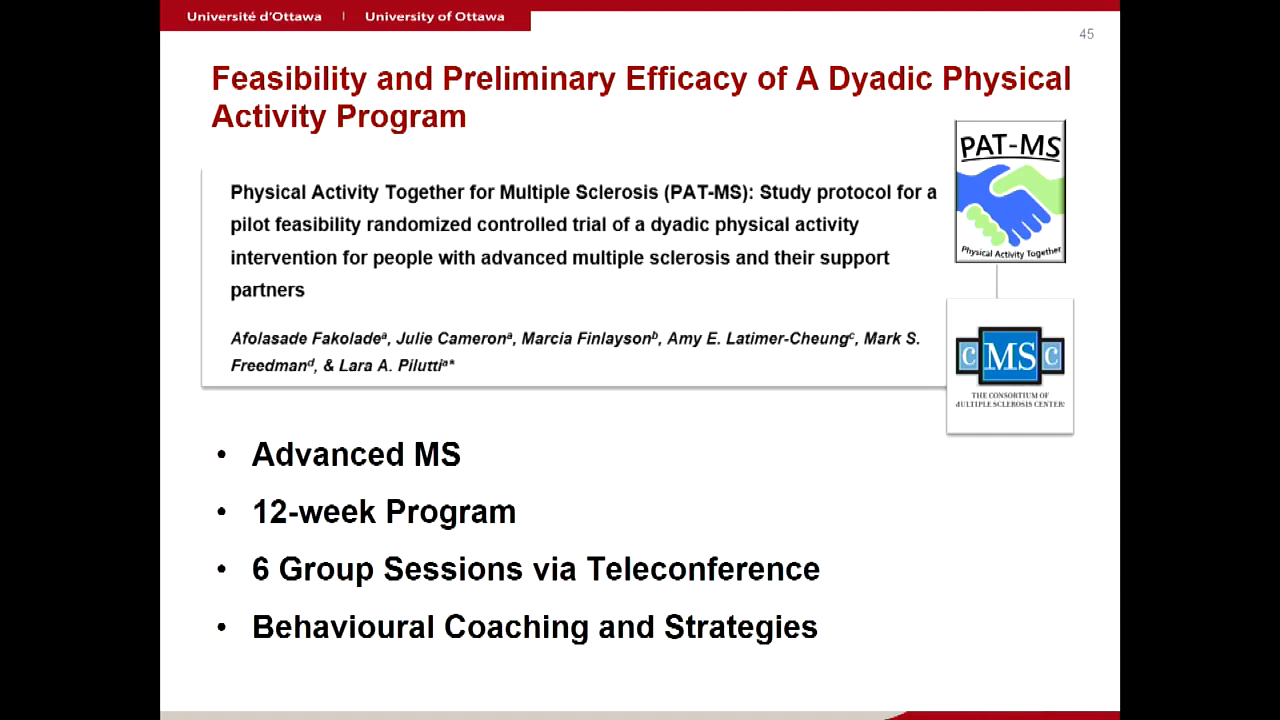 Université d'Ottawa | University of Ottawa
45
Feasibility and Preliminary Efficacy of A Dyadic Physical
Activity Program
PAT-MS
Physical Activity Together
Physical Activity Together for Multiple Sclerosis (PAT-MS): Study protocol for a
pilot feasibility randomized controlled trial of a dyadic physical activity
intervention for people with advanced multiple sclerosis and their support
partners
Afolasade Fakoladeᵃ, Julie Cameronᵃ, Marcia Finlaysonᵇ, Amy E. Latimer-Cheungᶜ, Mark S.
Freedmanᵈ, & Lara A. Piluttiᵃ*
CMSC
THE CONSORTIUM OF
MULTIPLE SCLEROSIS CENTERS
• Advanced MS
• 12-week Program
• 6 Group Sessions via Teleconference
• Behavioural Coaching and Strategies